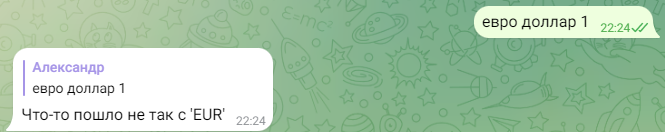 евро доллар 1
22:24
Александр
евро доллар 1
Что-то пошло не так с 'EUR'
22:24